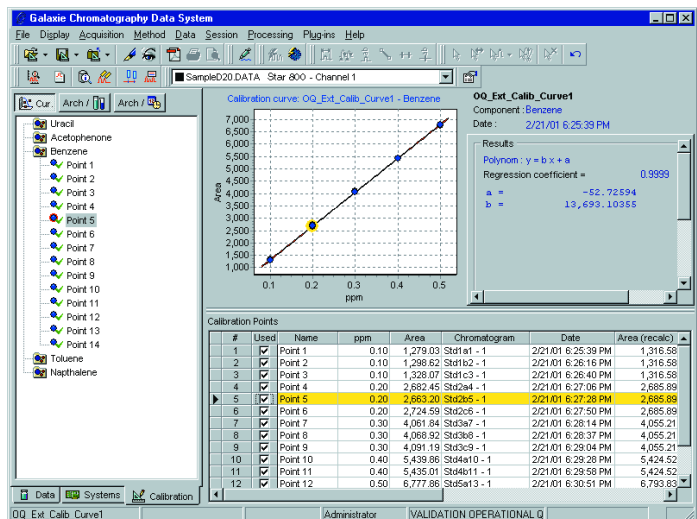 Galaxie Chromatography Data System
File Display Acquisition Method Data Session Processing Plug-ins Help
SampleD20.DATA Star 800 - Channel 1
Cur. Arch / Arch /
Uracil
Acetophenone
Benzene
Point 1
Point 2
Point 3
Point 4
Point 5
Point 6
Point 7
Point 8
Point 9
Point 10
Point 11
Point 12
Point 13
Point 14
Toluene
Napthalene
Data Systems Calibration
Calibration curve: OQ_Ext_Calib_Curve1 - Benzene
7,000
6,500
6,000
5,500
5,000
4,500
4,000
3,500
3,000
2,500
2,000
1,500
1,000
Area
0.1 0.2 0.3 0.4 0.5
ppm
OQ_Ext_Calib_Curve1
Component : Benzene
Date : 2/21/01 6:25:39 PM
Results
Polynom : y = b x + a
Regression coefficient = 0.9999
a = -52.72594
b = 13,693.10355
Calibration Points
# Used Name ppm Area Chromatogram Date Area (recalc)
1 Point 1 0.10 1,279.03 Std1a1 - 1 2/21/01 6:25:39 PM 1,316.58
2 Point 2 0.10 1,298.62 Std1b2 - 1 2/21/01 6:26:16 PM 1,316.58
3 Point 3 0.10 1,328.07 Std1c3 - 1 2/21/01 6:26:40 PM 1,316.58
4 Point 4 0.20 2,682.45 Std2a4 - 1 2/21/01 6:27:06 PM 2,685.89
5 Point 5 0.20 2,663.20 Std2b5 - 1 2/21/01 6:27:28 PM 2,685.89
6 Point 6 0.20 2,724.59 Std2c6 - 1 2/21/01 6:27:50 PM 2,685.89
7 Point 7 0.30 4,061.84 Std3a7 - 1 2/21/01 6:28:14 PM 4,055.21
8 Point 8 0.30 4,068.92 Std3b8 - 1 2/21/01 6:28:37 PM 4,055.21
9 Point 9 0.30 4,091.19 Std3c9 - 1 2/21/01 6:29:04 PM 4,055.21
10 Point 10 0.40 5,439.86 Std4a10 - 1 2/21/01 6:29:28 PM 5,424.52
11 Point 11 0.40 5,435.01 Std4b11 - 1 2/21/01 6:29:58 PM 5,424.52
12 Point 12 0.50 6,777.86 Std5a13 - 1 2/21/01 6:30:51 PM 6,793.83
OQ_Ext_Calib_Curve1 Administrator VALIDATION OPERATIONAL Q